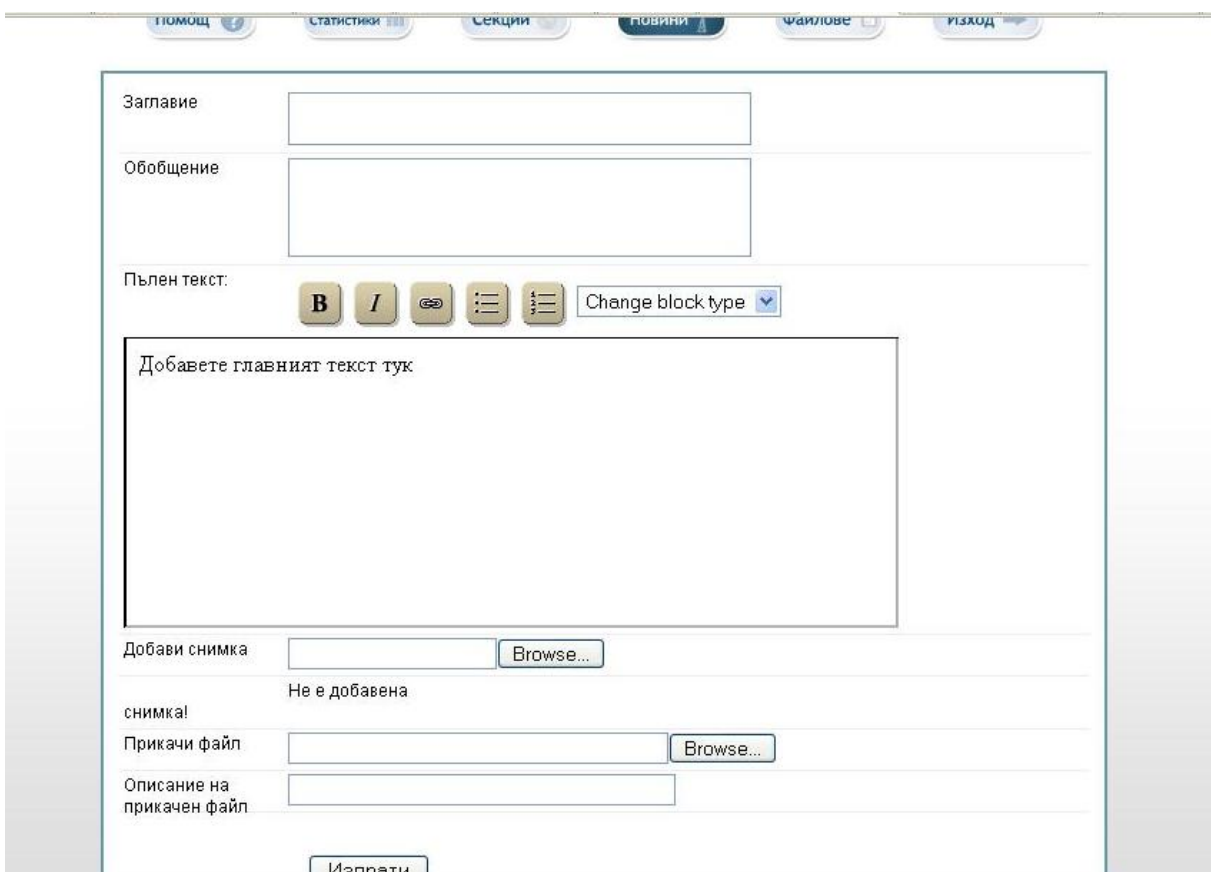 Помощ
Статистики
Секции
Новини
Файлове
Изход
Заглавие
Обобщение
Пълен текст:
B I Change block type
Добавете главният текст тук
Добави снимка Browse...
Не е добавена
снимка!
Прикачи файл Browse...
Описание на
прикачен файл
Изпрати